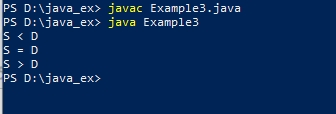 PS D:\java_ex> javac Example3.java
PS D:\java_ex> java Example3
S < D
S = D
S > D
PS D:\java_ex>